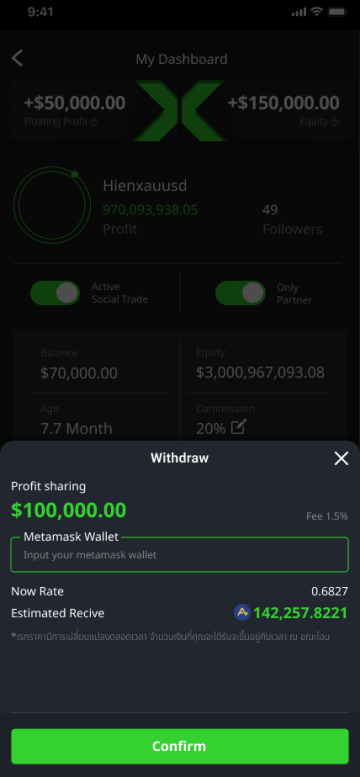 9:41
My Dashboard
+$50,000.00
+$150,000.00
Floating Profit
Equity
Hienxauusd
970,093,938.05
49
Profit
Followers
Active
Social Trade
Only
Partner
Balance
Eqiuty
$70,000.00
$3,000,967,093.08
Age
Commission
7.7 Month
20%
Withdraw
Profit sharing
$100,000.00
Fee 1.5%
Metamask Wallet
Input your metamask wallet
Now Rate
0.6827
Estimated Recive
142,257.8221
*เรทราคามีการเปลี่ยนแปลงตลอดเวลา จำนวนเงินที่คุณจะได้รับจะขึ้นอยู่กับเวลา ณ ขณะโอน
Confirm